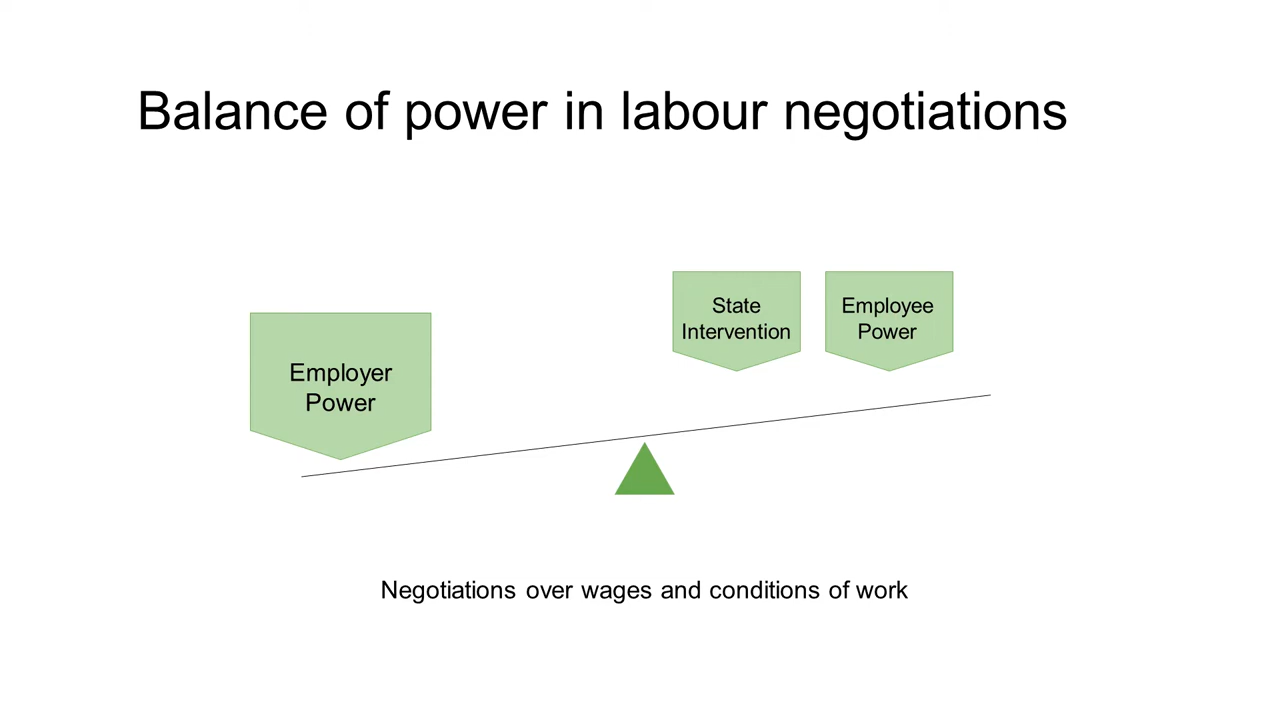 Balance of power in labour negotiations
Employer
Power
State
Intervention
Employee
Power
Negotiations over wages and conditions of work